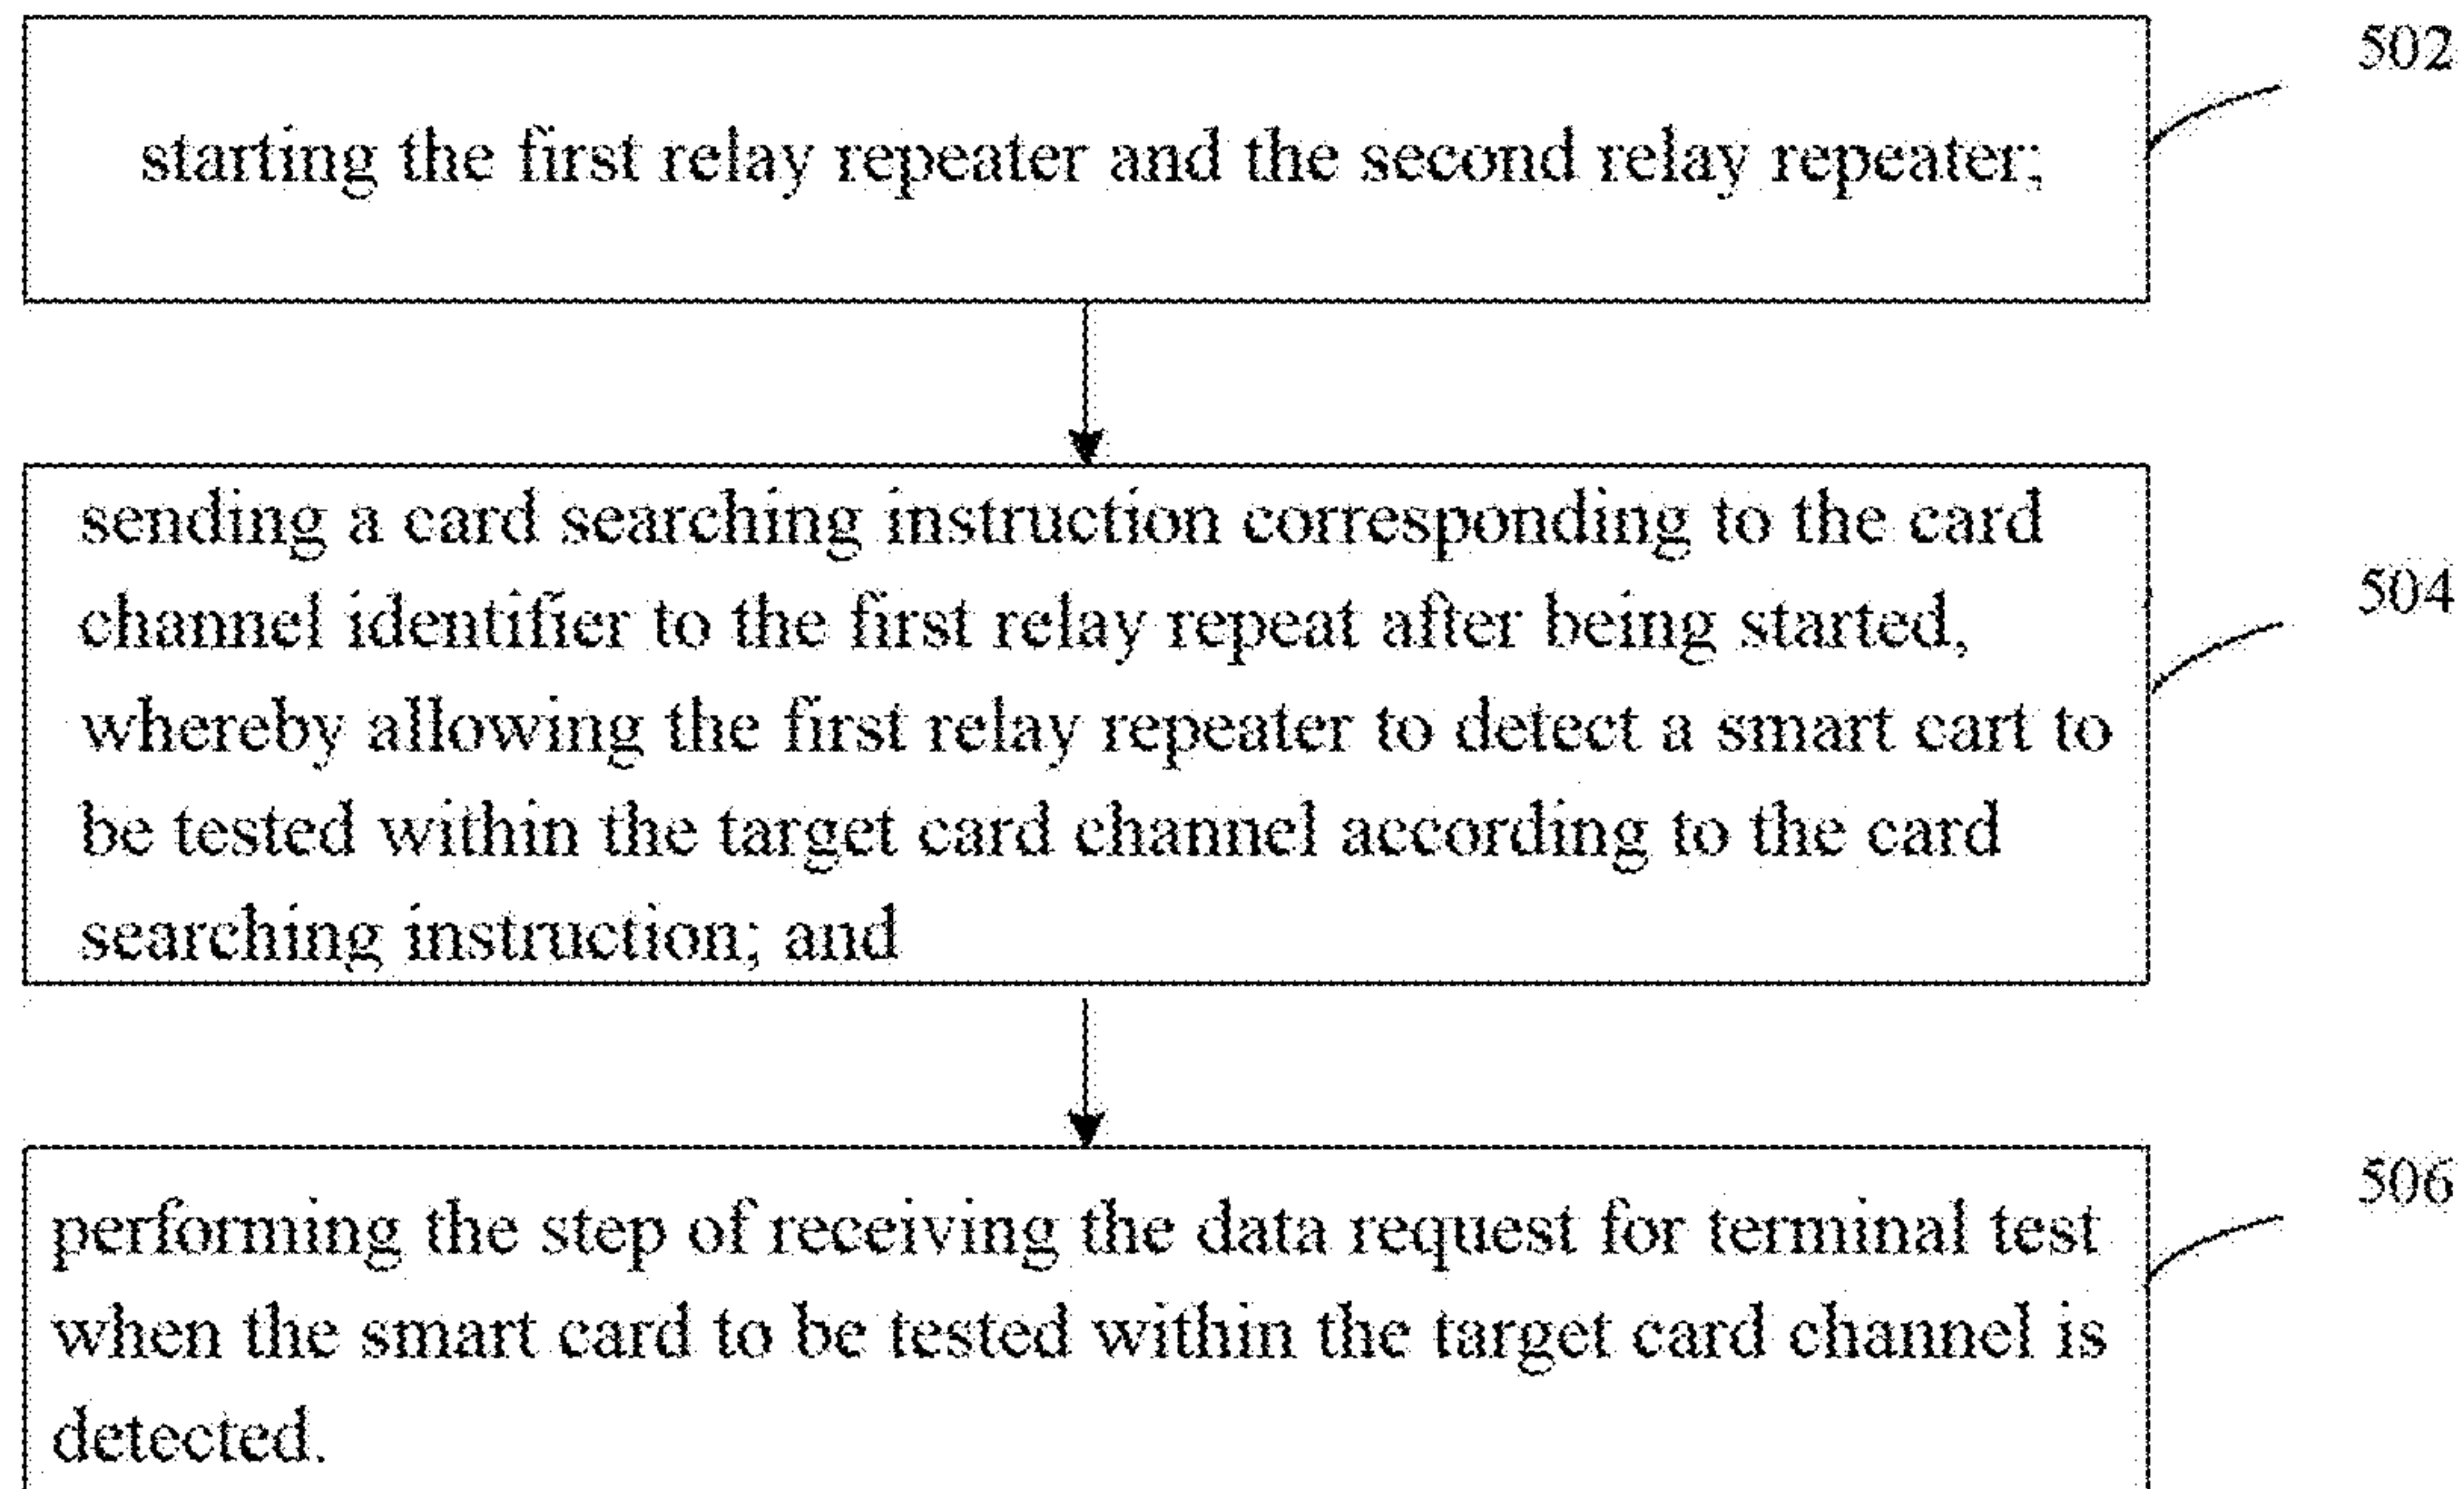 502
starting the first relay repeater and the second relay repeater;
sending a card searching instruction corresponding to the card
channel identifier to the first relay repeat after being started,
504
whereby allowing the first relay repeater to detect a smart cart to
be tested within the target card channel according to the card
searching instruction; and
506
performing the step of receiving the data request for terminal test
when the smart card to be tested within the target card channel is
detected.